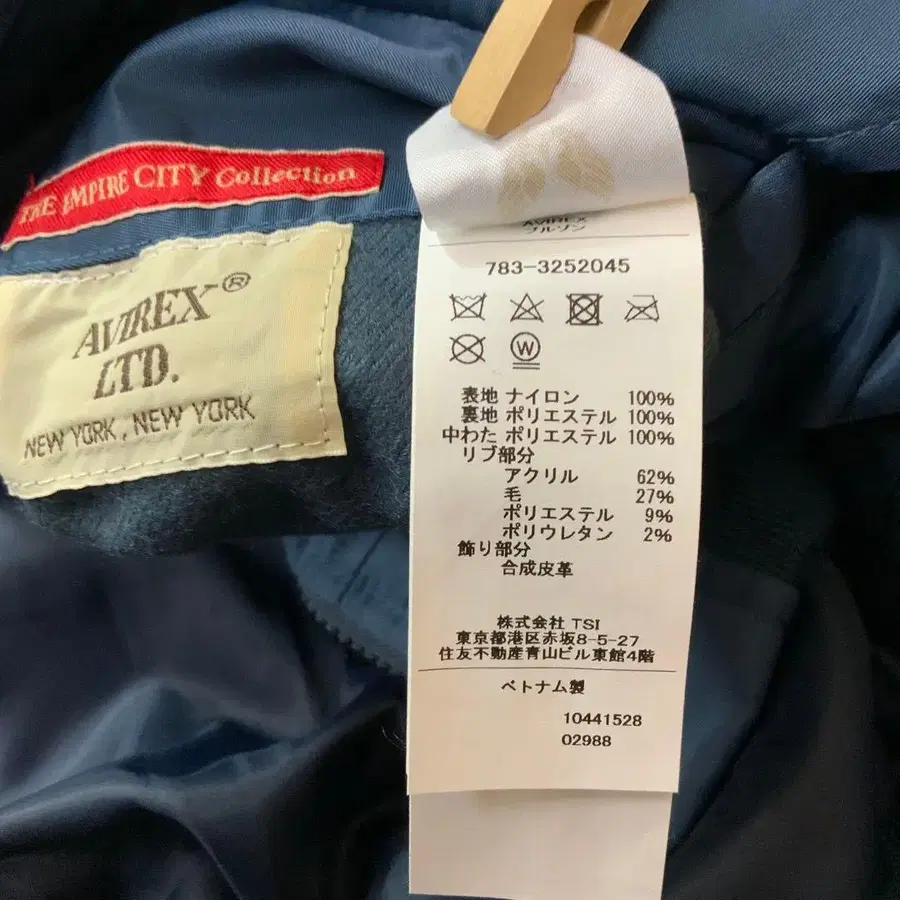 THE EMPIRE CITY Collection
AVIREX®
LTD.
NEW YORK, NEW YORK
AVIREX
ブルゾン
783-3252045
W
表地 ナイロン 100%
裏地 ポリエステル 100%
中わた ポリエステル 100%
リブ部分
アクリル 62%
毛 27%
ポリエステル 9%
ポリウレタン 2%
飾り部分
合成皮革
株式会社 TSI
東京都港区赤坂8-5-27
住友不動産青山ビル東館4階
ベトナム製
10441528
02988